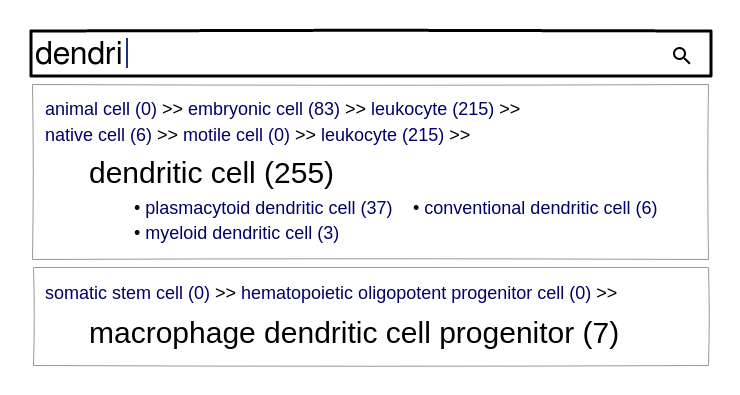 dendri
animal cell (0) >> embryonic cell (83) >> leukocyte (215) >>
native cell (6) >> motile cell (0) >> leukocyte (215) >>
dendritic cell (255)
• plasmacytoid dendritic cell (37) • conventional dendritic cell (6)
• myeloid dendritic cell (3)
somatic stem cell (0) >> hematopoietic oligopotent progenitor cell (0) >>
macrophage dendritic cell progenitor (7)